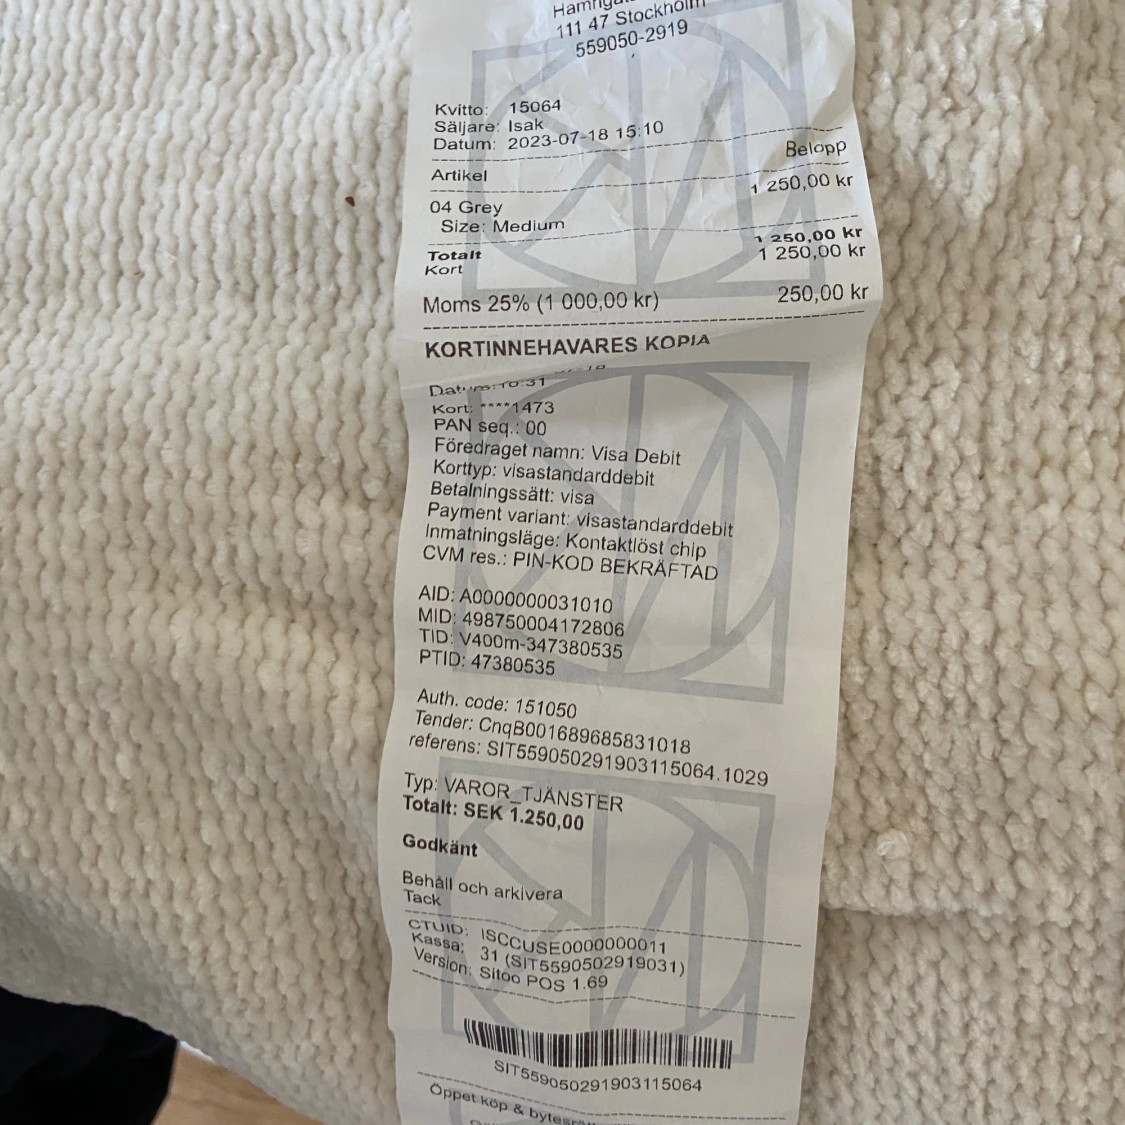 111 47 Stockholm
559050-2919
Kvitto: 15064
Säljare: Isak
Datum: 2023-07-18 15:10
Artikel Belopp
04 Grey 1 250,00 kr
Size: Medium
Totalt 1 250,00 kr
Kort 1 250,00 kr
Moms 25% (1 000,00 kr) 250,00 kr
KORTINNEHAVARES KOPIA
Kort: ****1473
PAN seq.: 00
Föredraget namn: Visa Debit
Korttyp: visastandarddebit
Betalningssätt: visa
Payment variant: visastandarddebit
Inmatningsläge: Kontaktlöst chip
CVM res.: PIN-KOD BEKRÄFTAD
AID: A0000000031010
MID: 498750004172806
TID: V400m-347380535
PTID: 47380535
Auth. code: 151050
Tender: CnqB001689685831018
referens: SIT559050291903115064.1029
Typ: VAROR_TJÄNSTER
Totalt: SEK 1.250,00
Godkänt
Behåll och arkivera
Tack
CTUID: ISCCUSE0000000011
Kassa: 31 (SIT5590502919031)
Version: Sitoo POS 1.69
SIT559050291903115064
Öppet köp &